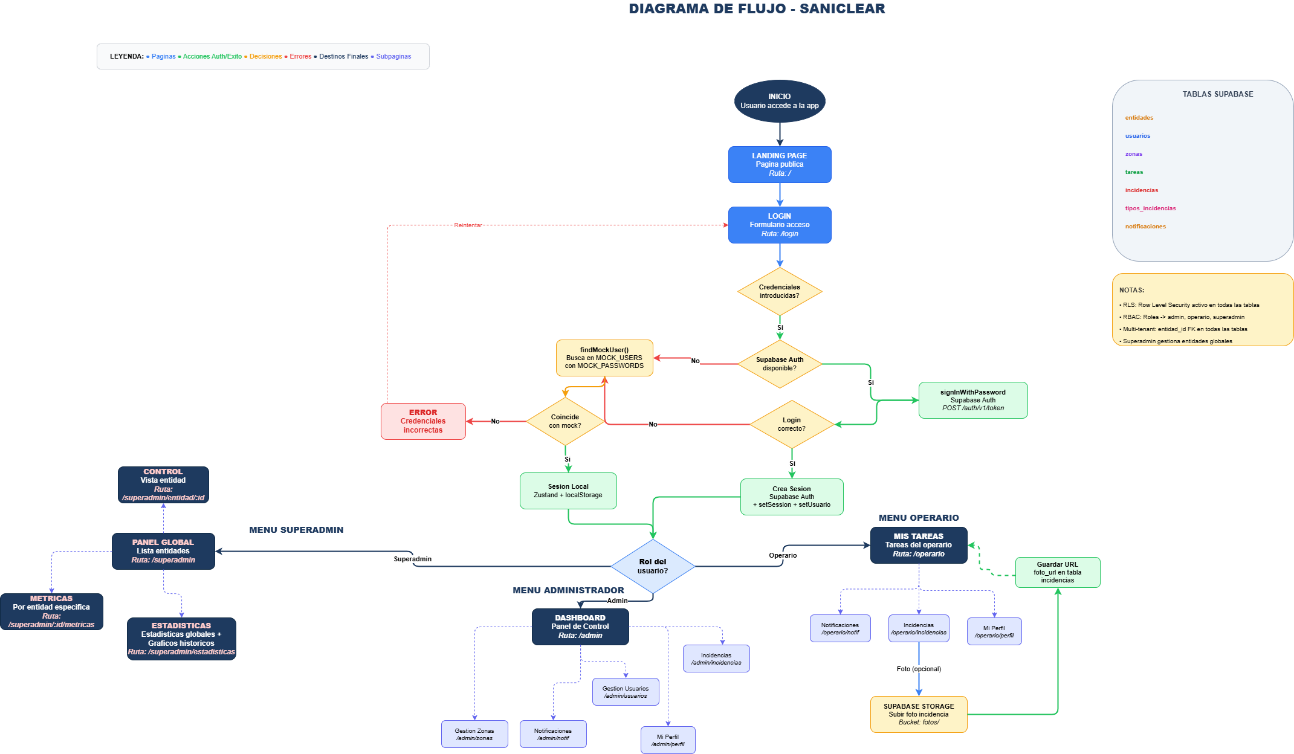 DIAGRAMA DE FLUJO - SANICLEAR
LEYENDA: • Paginas • Acciones Auth/Exito • Decisiones • Errores • Destinos Finales • Subpaginas
INICIO
Usuario accede a la app
TABLAS SUPABASE
entidades
usuarios
zonas
tareas
incidencias
tipos_incidencias
notificaciones
LANDING PAGE
Pagina publica
Ruta: /
LOGIN
Formulario acceso
Ruta: /login
Reintentar
Credenciales
introducidas?
NOTAS:
• RLS: Row Level Security activo en todas las tablas
• RBAC: Roles -> admin, operario, superadmin
• Multi-tenant: entidad_id FK en todas las tablas
• Superadmin gestiona entidades globales
Si
findMockUser()
Busca en MOCK_USERS
con MOCK_PASSWORDS
No
Supabase Auth
disponible?
Si
signInWithPassword
Supabase Auth
POST /auth/v1/token
ERROR
Credenciales
incorrectas
No
Coincide
con mock?
No
Login
correcto?
Si
Si
Sesion Local
Zustand + localStorage
Crea Sesion
Supabase Auth
+ setSession + setUsuario
CONTROL
Vista entidad
Ruta:
/superadmin/entidad/:id
MENU SUPERADMIN
MENU OPERARIO
PANEL GLOBAL
Lista entidades
Ruta: /superadmin
Superadmin
Rol del
usuario?
Operario
MIS TAREAS
Tareas del operario
Ruta: /operario
Guardar URL
foto_url en tabla
incidencias
METRICAS
Por entidad especifica
Ruta:
/superadmin/:id/metricas
ESTADISTICAS
Estadisticas globales +
Graficos historicos
Ruta: /superadmin/estadisticas
MENU ADMINISTRADOR
Admin
DASHBOARD
Panel de Control
Ruta: /admin
Notificaciones
/operario/notif
Incidencias
/operario/incidencias
Mi Perfil
/operario/perfil
Incidencias
/admin/incidencias
Foto (opcional)
Gestion Usuarios
/admin/usuarios
SUPABASE STORAGE
Subir foto incidencia
Bucket: fotos/
Gestion Zonas
/admin/zonas
Notificaciones
/admin/notif
Mi Perfil
/admin/perfil